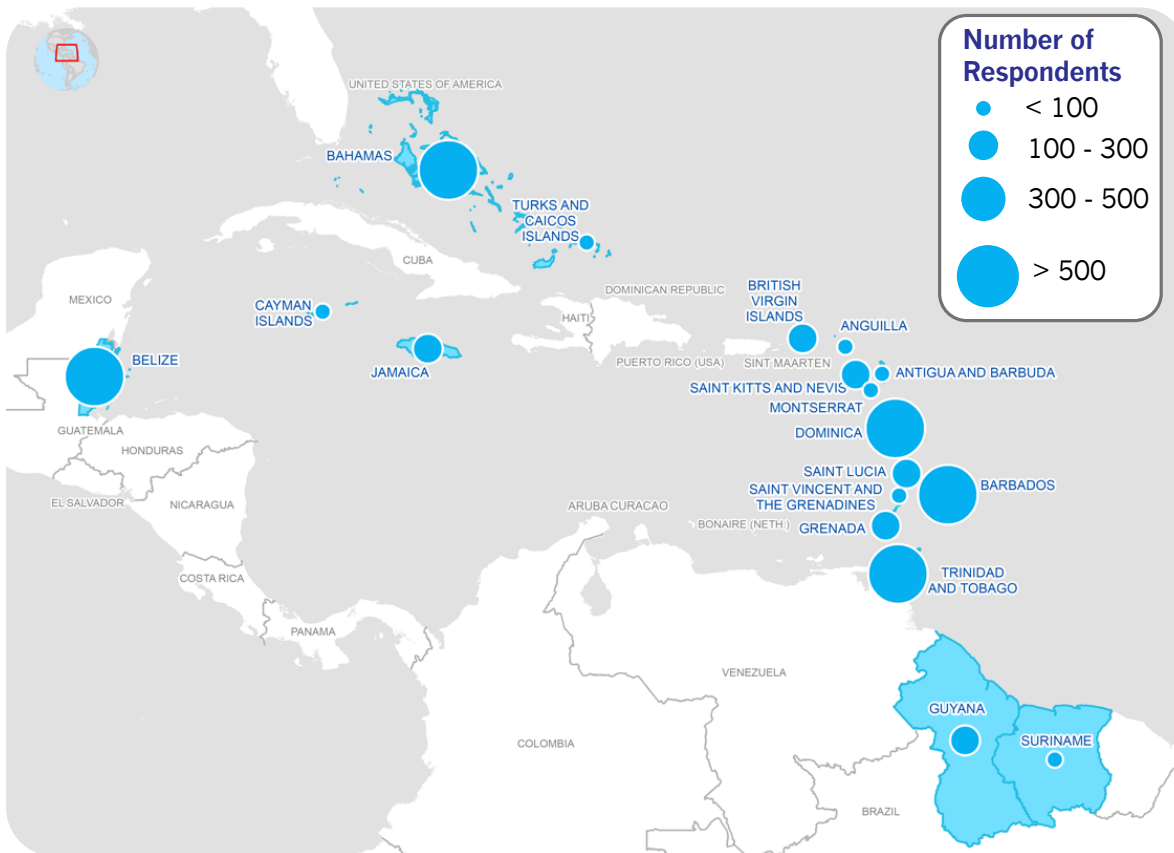 Number of
Respondents
< 100
100 - 300
300 - 500
> 500
UNITED STATES OF AMERICA
BAHAMAS
TURKS AND
CAICOS
ISLANDS
CUBA
MEXICO
DOMINICAN REPUBLIC
BRITISH
VIRGIN
ISLANDS
CAYMAN
ISLANDS
HAITI
ANGUILLA
BELIZE
JAMAICA
PUERTO RICO (USA)
SINT MAARTEN
ANTIGUA AND BARBUDA
SAINT KITTS AND NEVIS
MONTSERRAT
GUATEMALA
DOMINICA
HONDURAS
SAINT LUCIA
EL SALVADOR
NICARAGUA
SAINT VINCENT AND
THE GRENADINES
BARBADOS
ARUBA CURACAO
BONAIRE (NETH.)
GRENADA
COSTA RICA
TRINIDAD
AND TOBAGO
PANAMA
VENEZUELA
GUYANA
COLOMBIA
SURINAME
BRAZIL